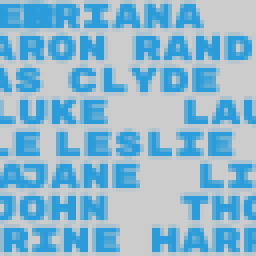 EBRIANA
ARON RAND
AS CLYDE
LUKE LAU
LE LESLIE
AJANE LI
JOHN THO
RINE HARR